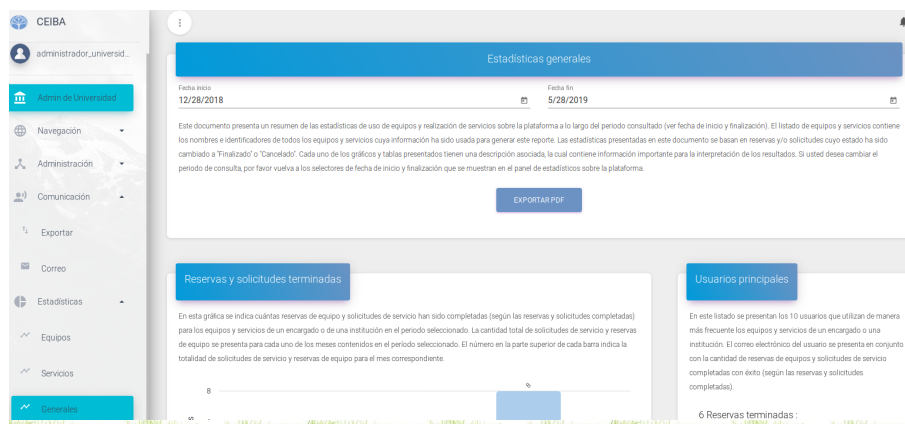 CEIBA
administrador_universid...
Admin de Universidad
Navegación
Administración
Comunicación
Exportar
Correo
Estadísticas
Equipos
Servicios
Generales
Estadísticas generales
Fecha inicio
12/28/2018
Fecha fin
5/28/2019
Este documento presenta un resumen de las estadísticas de uso de equipos y realización de servicios sobre la plataforma a lo largo del periodo consultado (ver fecha de inicio y finalización). El listado de equipos y servicios contiene
los nombres e identificadores de todos los equipos y servicios cuya información ha sido usada para generar este reporte. Las estadísticas presentadas en este documento se basan en reservas y/o solicitudes cuyo estado ha sido
cambiado a "Finalizado" o "Cancelado". Cada uno de los gráficos y tablas presentados tienen una descripción asociada, la cual contiene información importante para la interpretación de los resultados. Si usted desea cambiar el
periodo de consulta, por favor vuelva a los selectores de fecha de inicio y finalización que se muestran en el panel de estadísticos sobre la plataforma.
EXPORTAR PDF
Reservas y solicitudes terminadas
En esta gráfica se indica cuántas reservas de equipo y solicitudes de servicio han sido completadas (según las reservas y solicitudes completadas)
para los equipos y servicios de un encargado o de una institución en el periodo seleccionado. La cantidad total de solicitudes de servicio y reservas
de equipo se presenta para cada uno de los meses contenidos en el período seleccionado. El número en la parte superior de cada barra indica la
totalidad de solicitudes de servicio y reservas de equipo para el mes correspondiente.
8
8
Usuarios principales
En este listado se presentan los 10 usuarios que utilizan de manera
más frecuente los equipos y servicios de un encargado o una
institución. El correo electrónico del usuario se presenta en conjunto
con la cantidad de reservas de equipos y solicitudes de servicio
completadas con éxito (según las reservas y solicitudes
completadas).
6 Reservas terminadas :